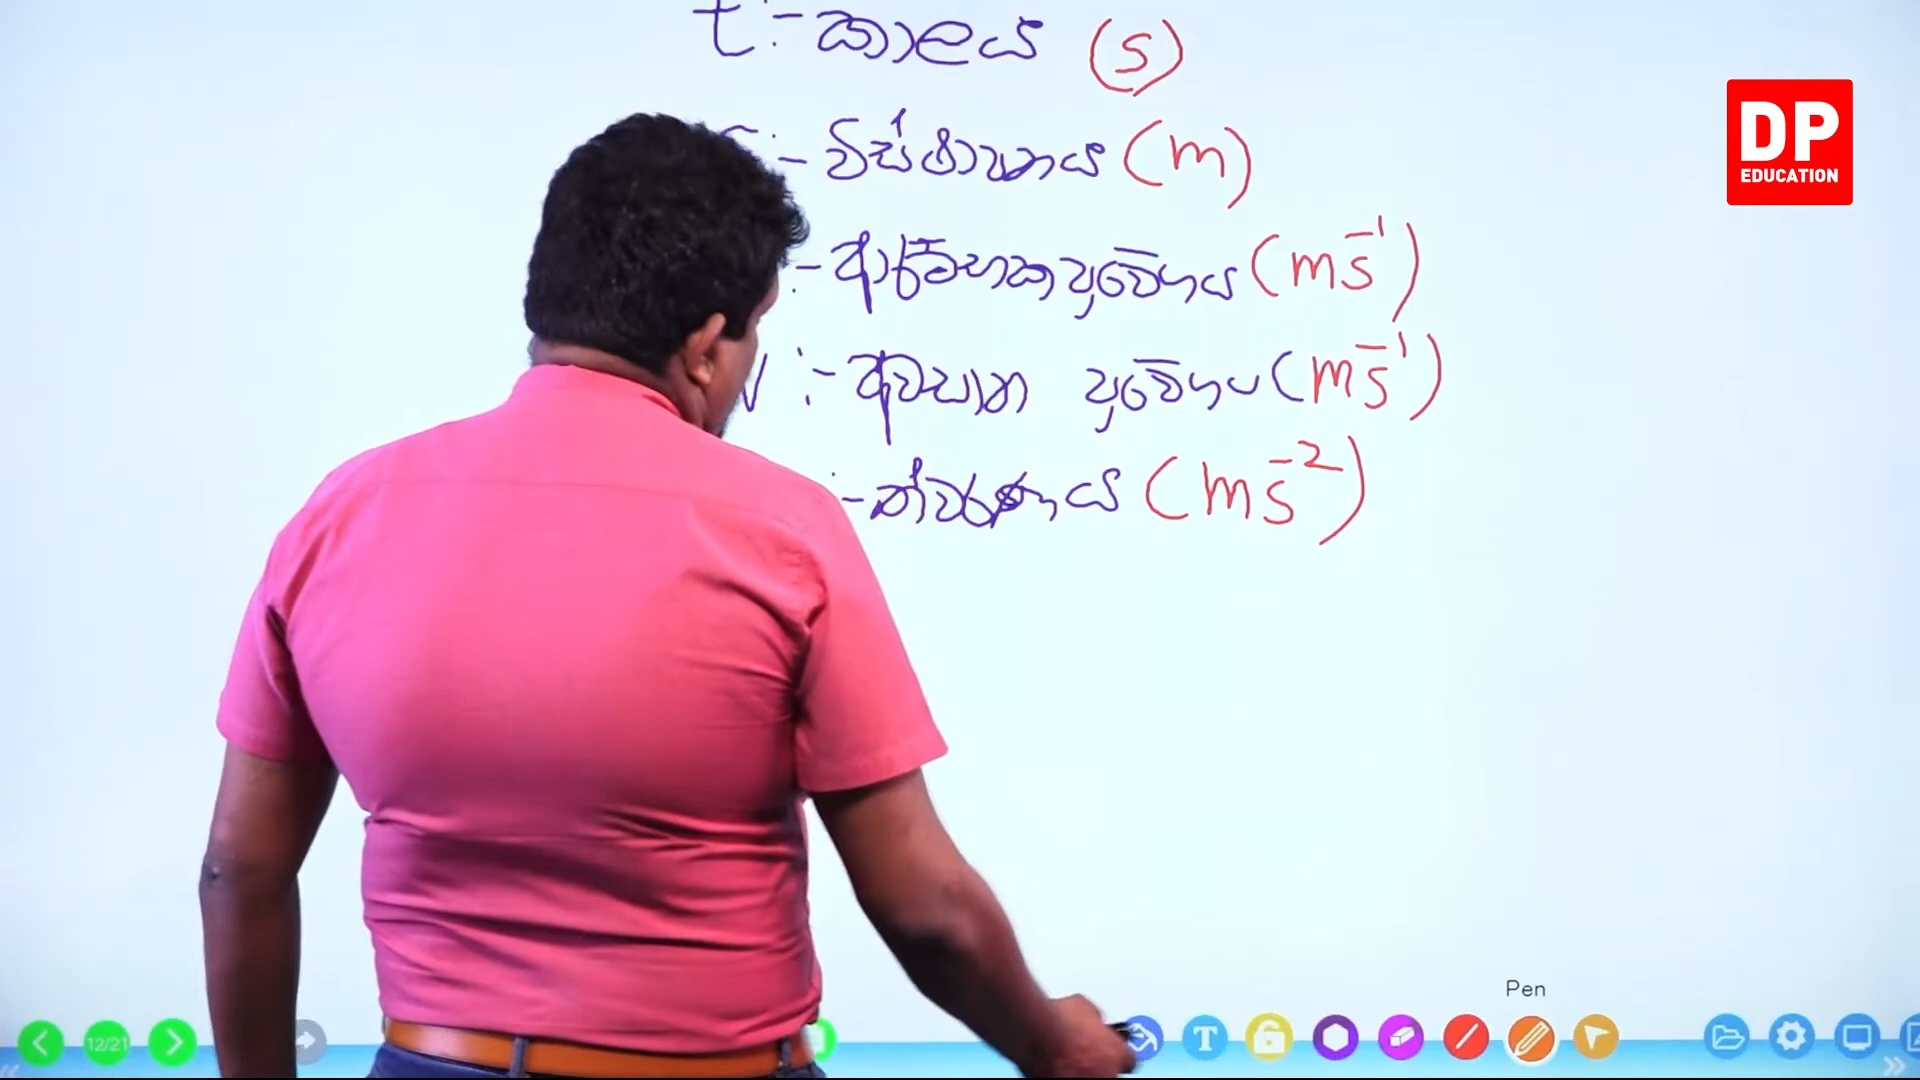 t :- කාලය (s)
:- විස්ථාපනය (m)
:- ආරම්භක ප්‍රවේගය (ms⁻¹)
V :- අවසාන ප්‍රවේගය (ms⁻¹)
:- ත්වරණය (ms⁻²)
DP
EDUCATION
Pen
12/21
T